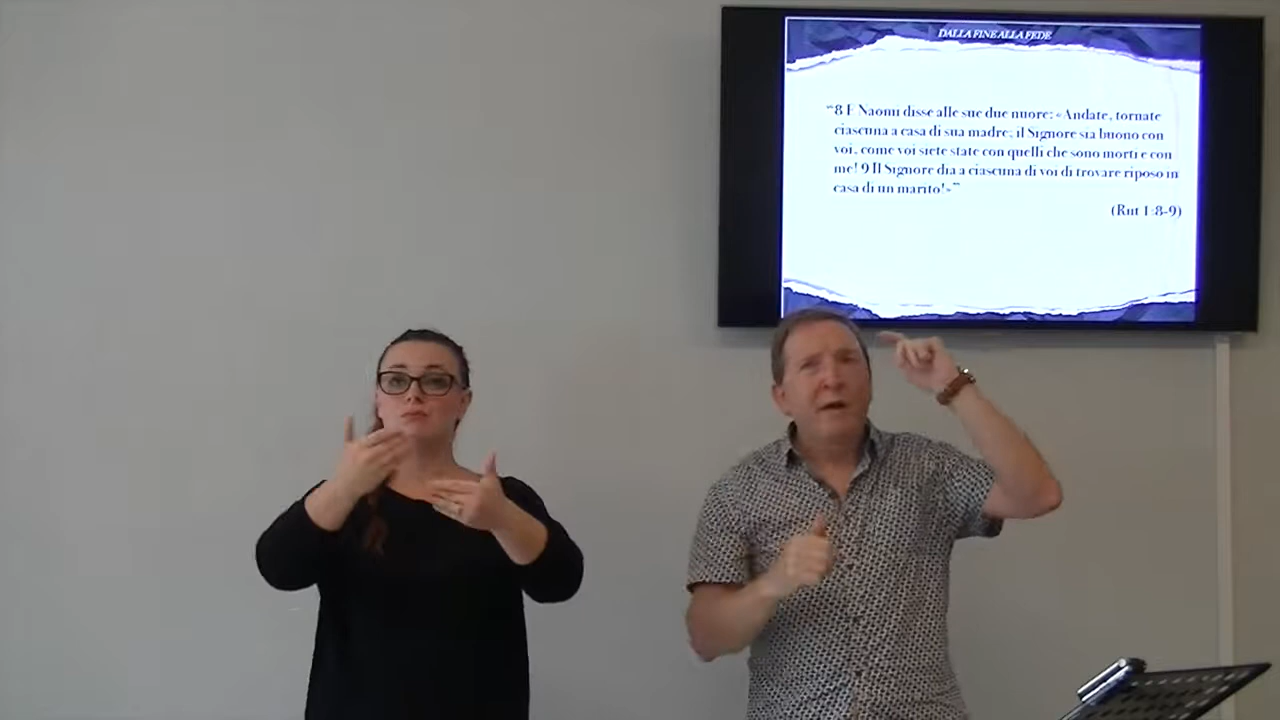 DALLA FINE ALLA FEDE
“8 E Naomi disse alle sue due nuore: «Andate, tornate
ciascuna a casa di sua madre; il Signore sia buono con
voi, come voi siete state con quelli che sono morti e con
me! 9 Il Signore dia a ciascuna di voi di trovare riposo in
casa di un marito!»”
(Rut 1:8-9)